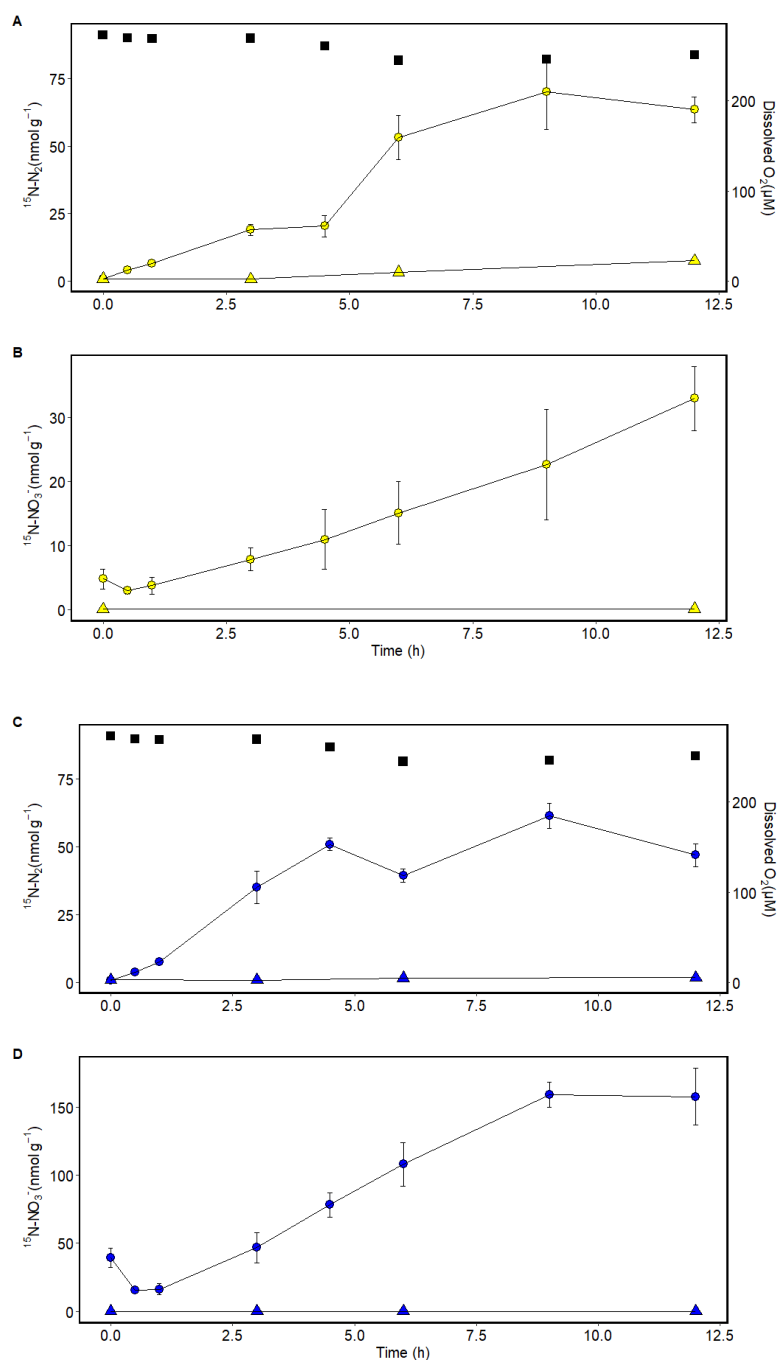 A
¹⁵N-N₂(nmol g⁻¹)
75
50
25
0
Dissolved O₂(µM)
200
100
0
0.0 2.5 5.0 7.5 10.0 12.5
B
¹⁵N-NO₃⁻(nmol g⁻¹)
30
20
10
0
0.0 2.5 5.0 7.5 10.0 12.5
Time (h)
C
¹⁵N-N₂(nmol g⁻¹)
75
50
25
0
Dissolved O₂(µM)
200
100
0
0.0 2.5 5.0 7.5 10.0 12.5
D
¹⁵N-NO₃⁻(nmol g⁻¹)
150
100
50
0
0.0 2.5 5.0 7.5 10.0 12.5
Time (h)